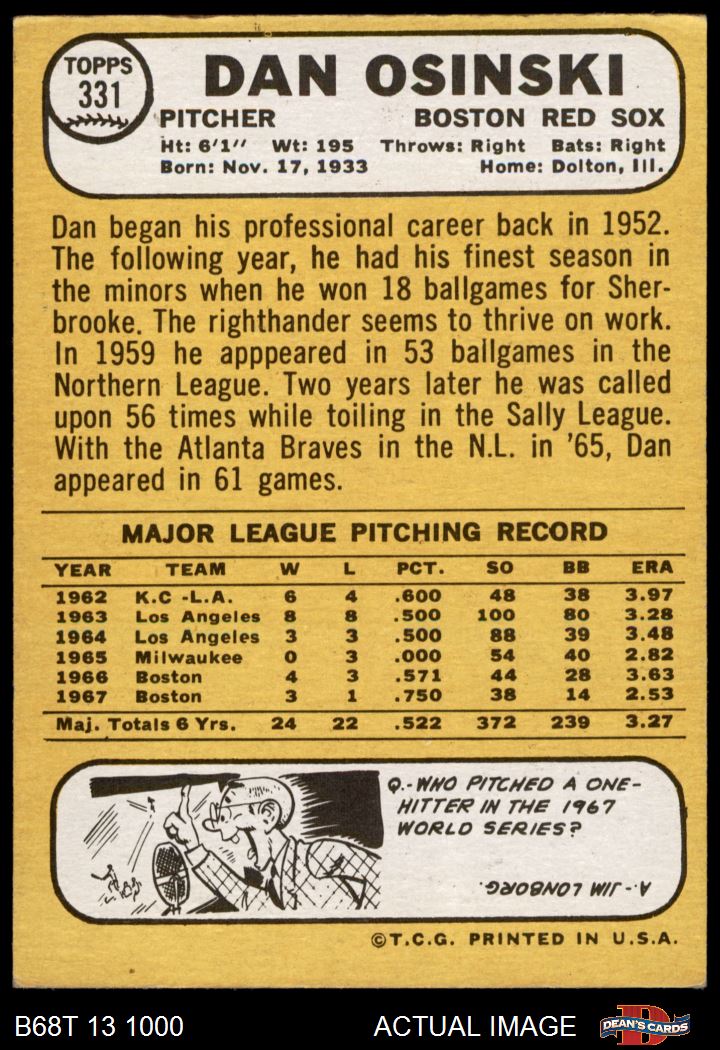 TOPPS
331
DAN OSINSKI
PITCHER BOSTON RED SOX
Ht: 6'1" Wt: 195 Throws: Right Bats: Right
Born: Nov. 17, 1933 Home: Dolton, Ill.
Dan began his professional career back in 1952.
The following year, he had his finest season in
the minors when he won 18 ballgames for Sher-
brooke. The righthander seems to thrive on work.
In 1959 he apppeared in 53 ballgames in the
Northern League. Two years later he was called
upon 56 times while toiling in the Sally League.
With the Atlanta Braves in the N.L. in '65, Dan
appeared in 61 games.
MAJOR LEAGUE PITCHING RECORD
YEAR TEAM W L PCT. SO BB ERA
1962 K.C -L.A. 6 4 .600 48 38 3.97
1963 Los Angeles 8 8 .500 100 80 3.28
1964 Los Angeles 3 3 .500 88 39 3.48
1965 Milwaukee 0 3 .000 54 40 2.82
1966 Boston 4 3 .571 44 28 3.63
1967 Boston 3 1 .750 38 14 2.53
Maj. Totals 6 Yrs. 24 22 .522 372 239 3.27
Q.-WHO PITCHED A ONE-
HITTER IN THE 1967
WORLD SERIES?
A.-JIM LONBORG.
©T.C.G. PRINTED IN U.S.A.
B68T 13 1000 ACTUAL IMAGE DEAN'S CARDS